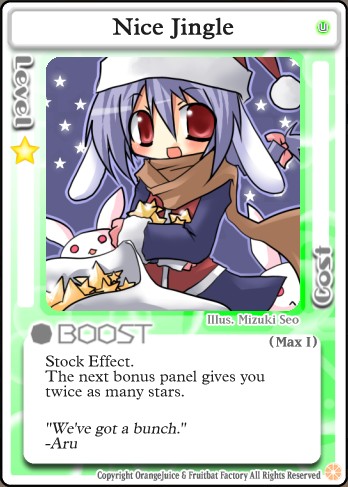 Nice Jingle
U
Level
Cost
Illus. Mizuki Seo
BOOST
(Max 1)
Stock Effect.
The next bonus panel gives you
twice as many stars.
"We've got a bunch."
-Aru
Copyright Orangejuice & Fruitbat Factory All Rights Reserved